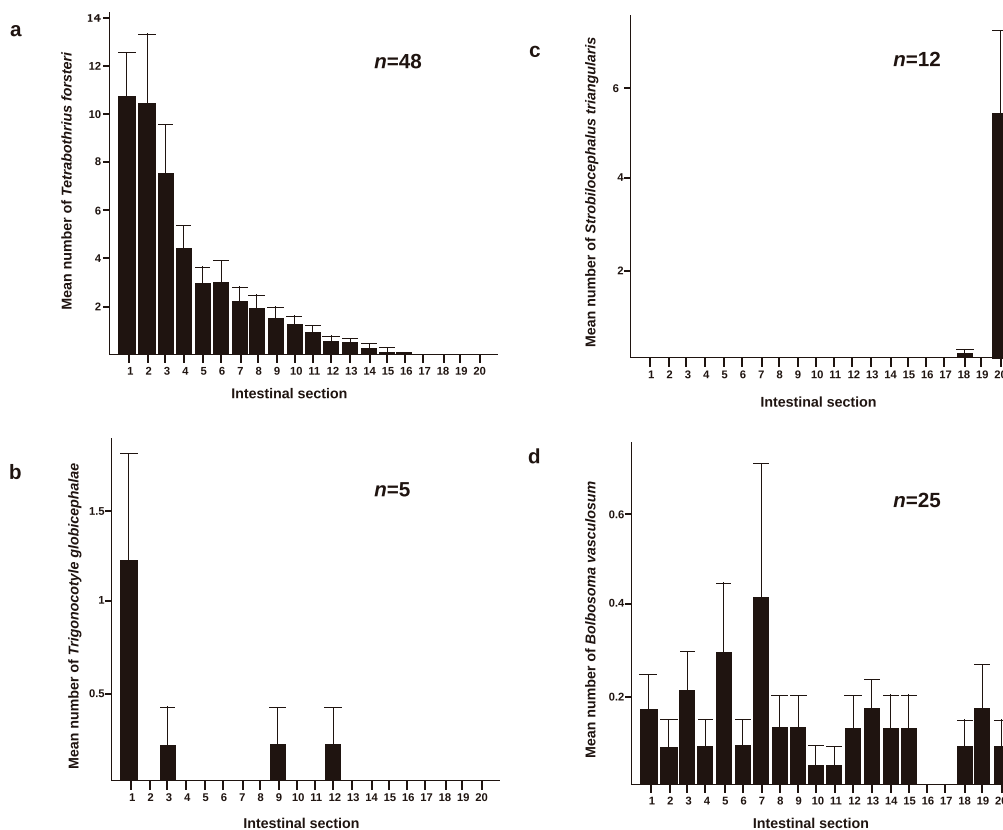 a
Mean number of Tetrabothrius forsteri
14
12
10
8
6
4
2
n=48
1 2 3 4 5 6 7 8 9 10 11 12 13 14 15 16 17 18 19 20
Intestinal section
c
Mean number of Strobilocephalus triangularis
6
4
2
n=12
1 2 3 4 5 6 7 8 9 10 11 12 13 14 15 16 17 18 19 20
Intestinal section
b
Mean number of Trigonocotyle globicephalae
1.5
1
0.5
n=5
1 2 3 4 5 6 7 8 9 10 11 12 13 14 15 16 17 18 19 20
Intestinal section
d
Mean number of Bolbosoma vasculosum
0.6
0.4
0.2
n=25
1 2 3 4 5 6 7 8 9 10 11 12 13 14 15 16 17 18 19 20
Intestinal section